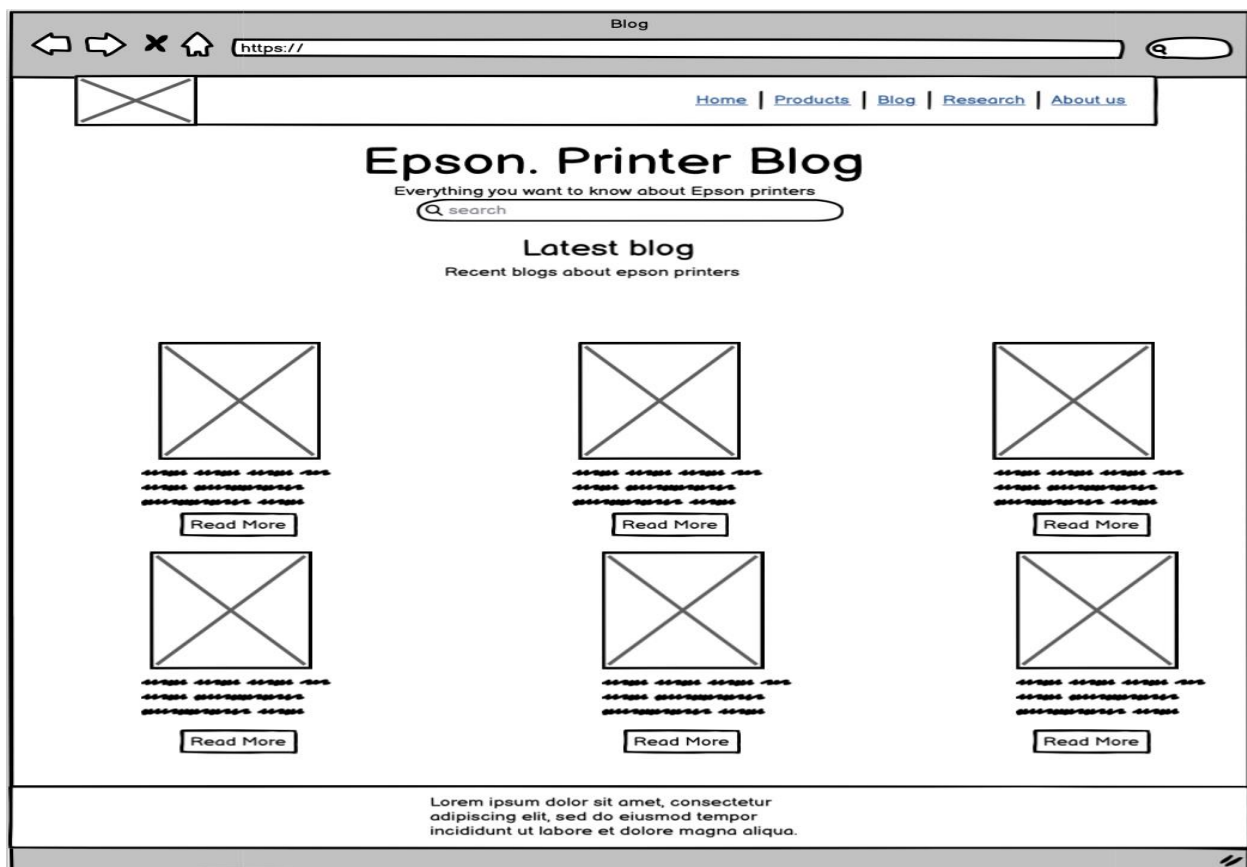 Blog
https://
Home | Products | Blog | Research | About us
Epson. Printer Blog
Everything you want to know about Epson printers
search
Latest blog
Recent blogs about epson printers
Read More Read More Read More
Read More Read More Read More
Lorem ipsum dolor sit amet, consectetur
adipiscing elit, sed do eiusmod tempor
incididunt ut labore et dolore magna aliqua.